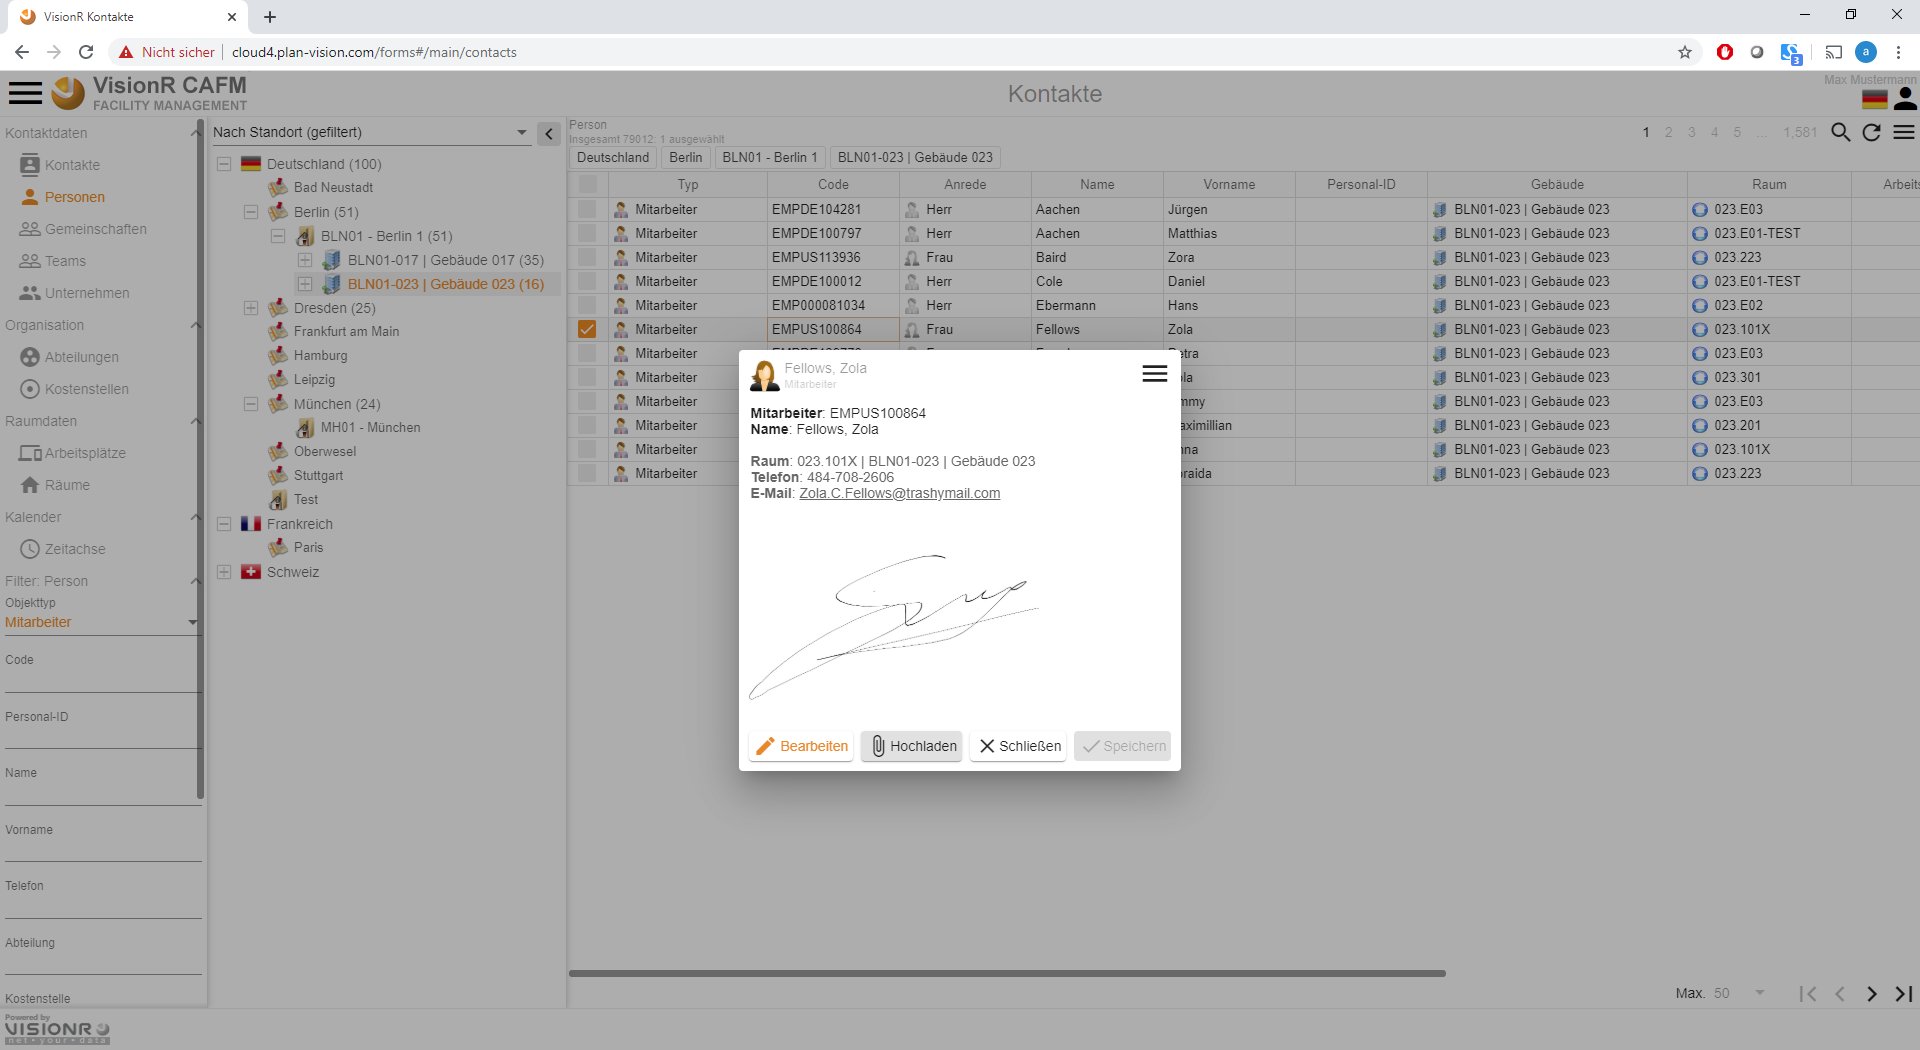 VisionR Kontakte
Nicht sicher | cloud4.plan-vision.com/forms#/main/contacts
3
a
VisionR CAFM
FACILITY MANAGEMENT
Kontakte
Max Mustermann
Kontaktdaten
Kontakte
Personen
Gemeinschaften
Teams
Unternehmen
Organisation
Abteilungen
Kostenstellen
Raumdaten
Arbeitsplätze
Räume
Kalender
Zeitachse
Filter: Person
Objekttyp
Mitarbeiter
Code
Personal-ID
Name
Vorname
Telefon
Abteilung
Kostenstelle
Nach Standort (gefiltert)
Deutschland (100)
Bad Neustadt
Berlin (51)
BLN01 - Berlin 1 (51)
BLN01-017 | Gebäude 017 (35)
BLN01-023 | Gebäude 023 (16)
Dresden (25)
Frankfurt am Main
Hamburg
Leipzig
München (24)
MH01 - München
Oberwesel
Stuttgart
Test
Frankreich
Paris
Schweiz
Person
Insgesamt 79012: 1 ausgewählt
1 2 3 4 5 ... 1,581
Deutschland Berlin BLN01 - Berlin 1 BLN01-023 | Gebäude 023
Typ Code Anrede Name Vorname Personal-ID Gebäude Raum Arbeits
Mitarbeiter EMPDE104281 Herr Aachen Jürgen BLN01-023 | Gebäude 023 023.E03
Mitarbeiter EMPDE100797 Herr Aachen Matthias BLN01-023 | Gebäude 023 023.E01-TEST
Mitarbeiter EMPUS113936 Frau Baird Zora BLN01-023 | Gebäude 023 023.223
Mitarbeiter EMPDE100012 Herr Cole Daniel BLN01-023 | Gebäude 023 023.E01-TEST
Mitarbeiter EMP000081034 Herr Ebermann Hans BLN01-023 | Gebäude 023 023.E02
Mitarbeiter EMPUS100864 Frau Fellows Zola BLN01-023 | Gebäude 023 023.101X
Mitarbeiter BLN01-023 | Gebäude 023 023.E03
Mitarbeiter BLN01-023 | Gebäude 023 023.301
Mitarbeiter BLN01-023 | Gebäude 023 023.E03
Mitarbeiter BLN01-023 | Gebäude 023 023.201
Mitarbeiter BLN01-023 | Gebäude 023 023.101X
Mitarbeiter BLN01-023 | Gebäude 023 023.223
Fellows, Zola
Mitarbeiter
Mitarbeiter: EMPUS100864
Name: Fellows, Zola
Raum: 023.101X | BLN01-023 | Gebäude 023
Telefon: 484-708-2606
E-Mail: Zola.C.Fellows@trashymail.com
Bearbeiten Hochladen Schließen Speichern
Max. 50
Powered by
VISIONR
net • your • data